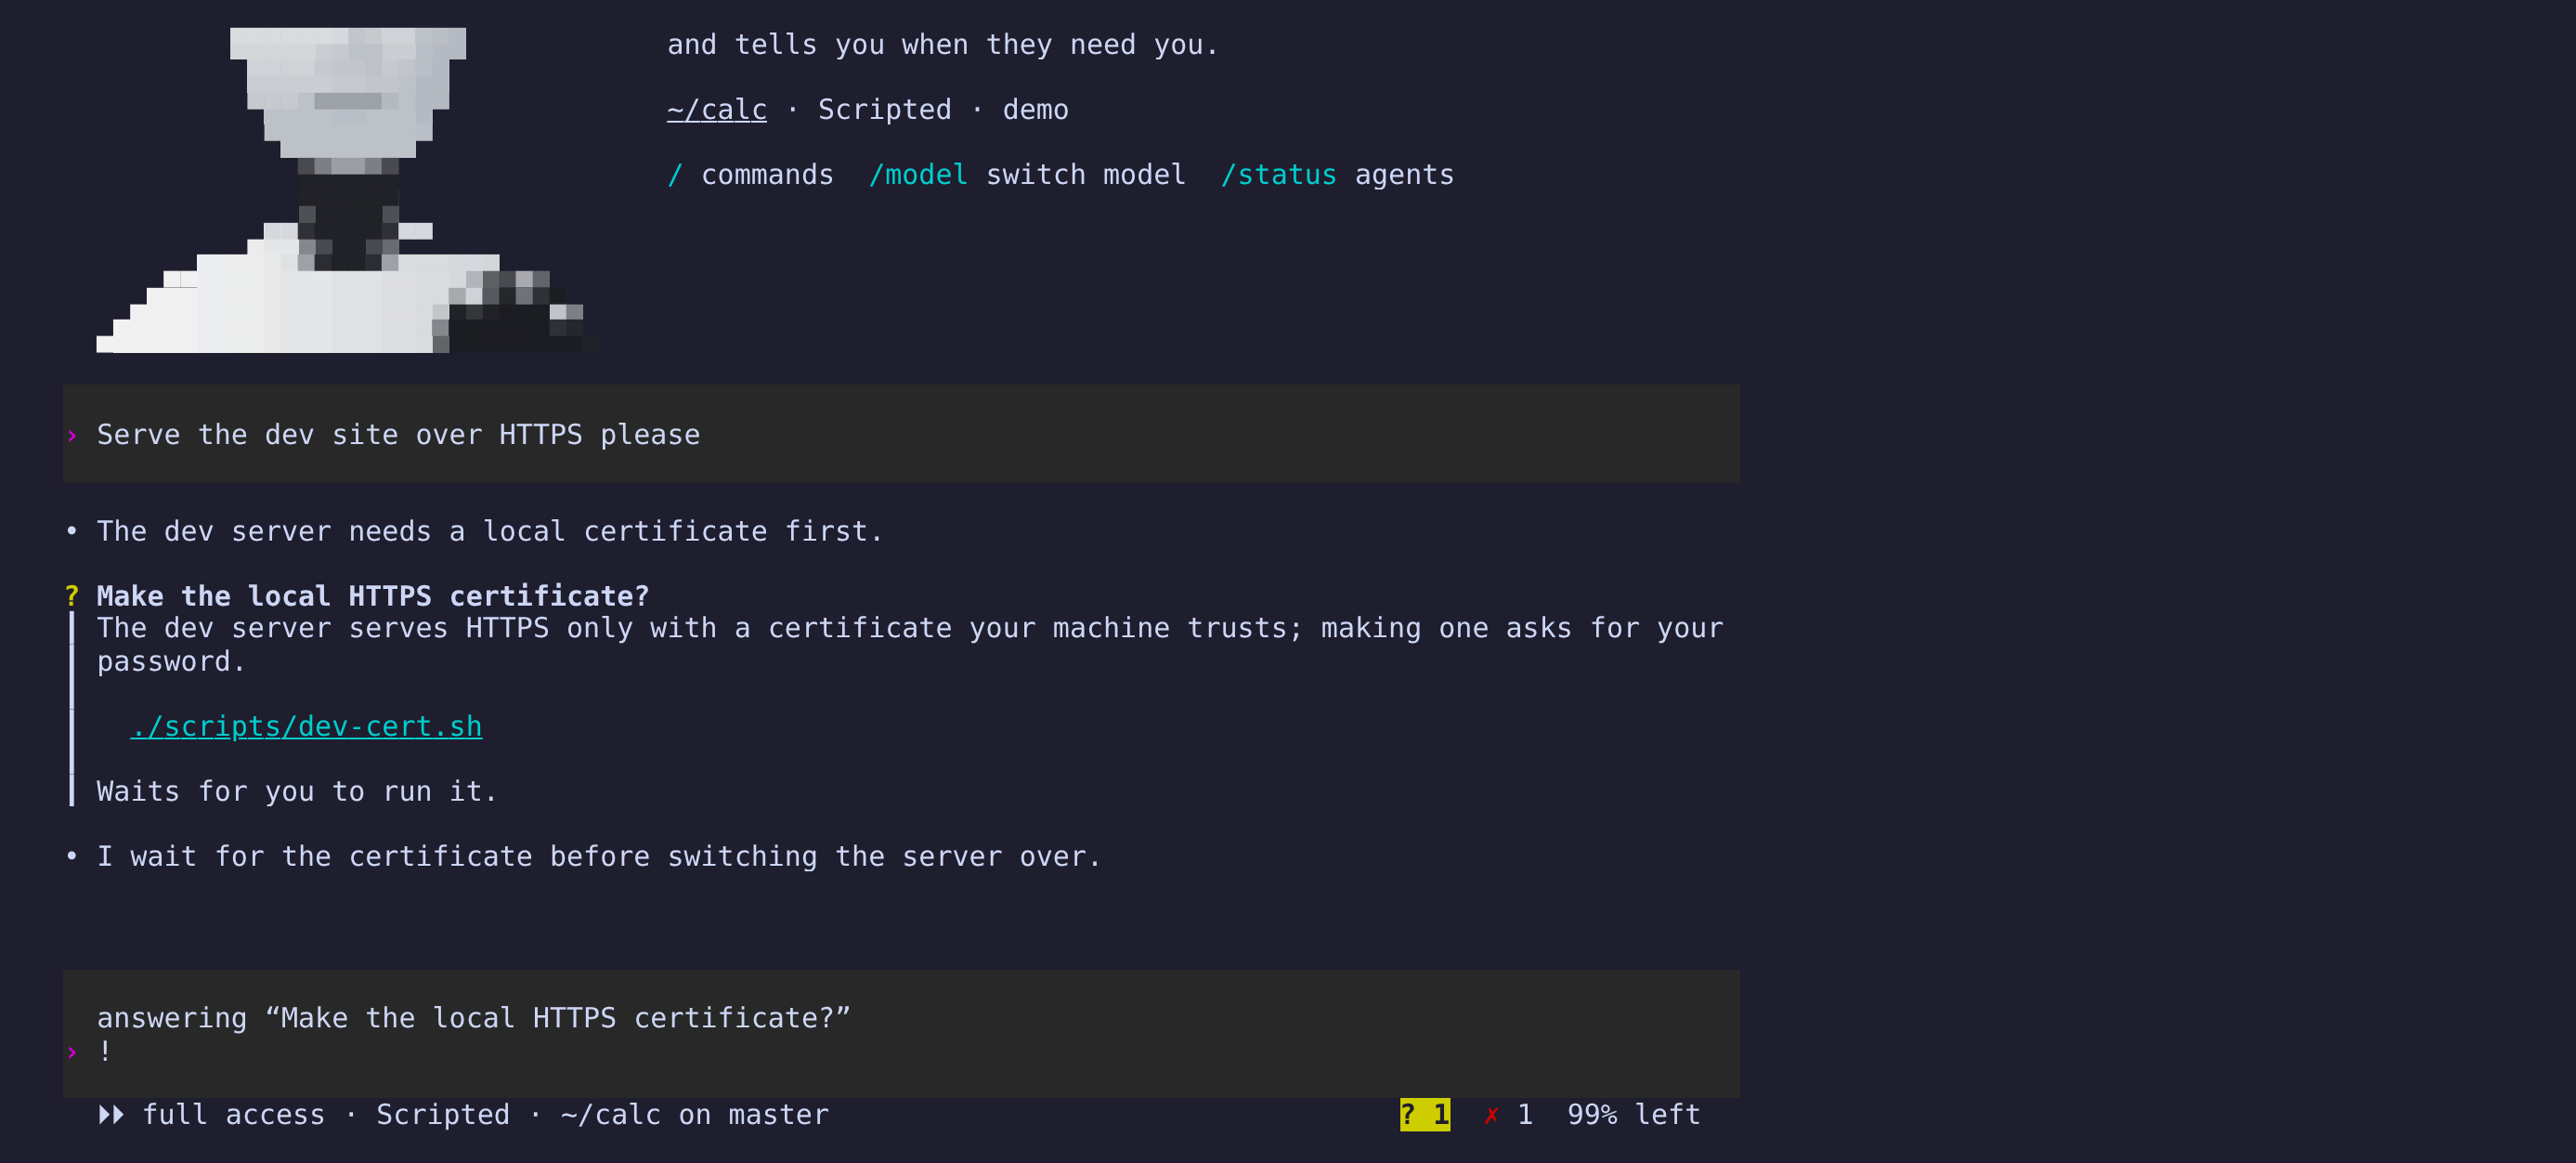 and tells you when they need you.
~/calc · Scripted · demo
/ commands  /model switch model  /status agents
› Serve the dev site over HTTPS please
• The dev server needs a local certificate first.
? Make the local HTTPS certificate?
The dev server serves HTTPS only with a certificate your machine trusts; making one asks for your
password.
./scripts/dev-cert.sh
Waits for you to run it.
• I wait for the certificate before switching the server over.
answering “Make the local HTTPS certificate?”
› !
⏵⏵ full access · Scripted · ~/calc on master  ? 1  ✗ 1  99% left